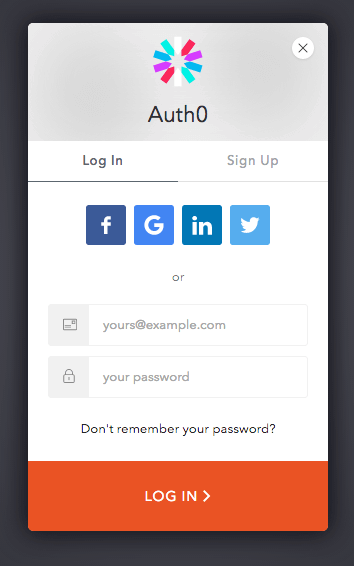 Auth0
Log In Sign Up
f G in
or
yours@example.com
your password
Don't remember your password?
LOG IN